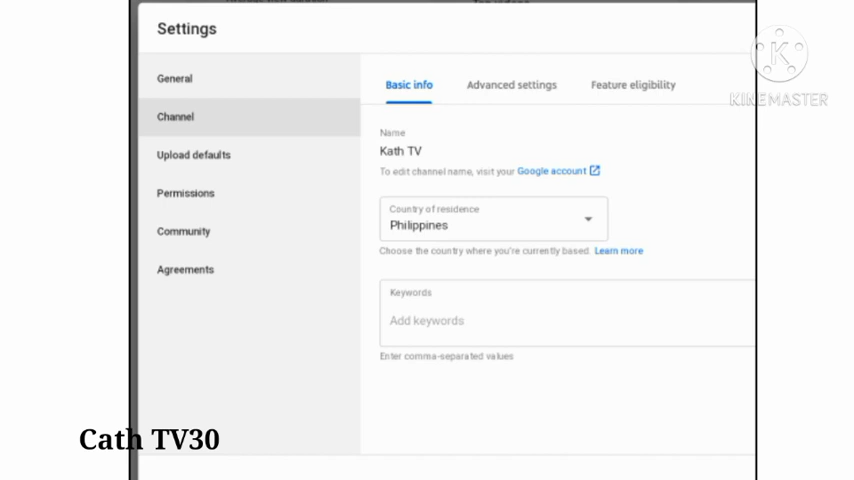 Settings
General
Channel
Upload defaults
Permissions
Community
Agreements
Basic info Advanced settings Feature eligibility
Name
Kath TV
To edit channel name, visit your Google account
Country of residence
Philippines
Choose the country where you're currently based. Learn more
Keywords
Add keywords
Enter comma-separated values
K
KINEMASTER
Cath TV30